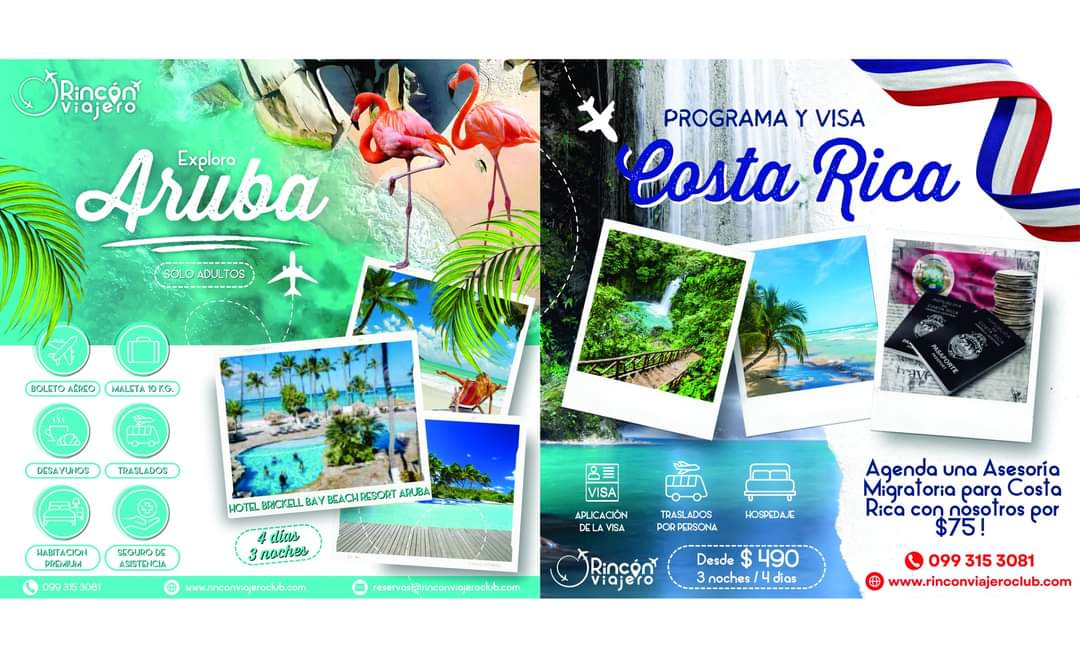 Rincón
Viajero
Explora
Aruba
SÓLO ADULTOS
BOLETO AÉREO
MALETA 10 KG.
DESAYUNOS
TRASLADOS
HABITACION
PREMIUM
SEGURO DE
ASISTENCIA
HOTEL BRICKELL BAY BEACH RESORT ARUBA
4 días
3 noches
099 315 3081
www.rinconviajeroclub.com
reservas@rinconviajeroclub.com
PROGRAMA Y VISA
Costa Rica
PASAPORTE
VISA
APLICACIÓN
DE LA VISA
TRASLADOS
POR PERSONA
HOSPEDAJE
Rincón
Viajero
Desde $ 490
3 noches / 4 días
Agenda una Asesoría
Migratoria para Costa
Rica con nosotros por
$75!
099 315 3081
www.rinconviajeroclub.com